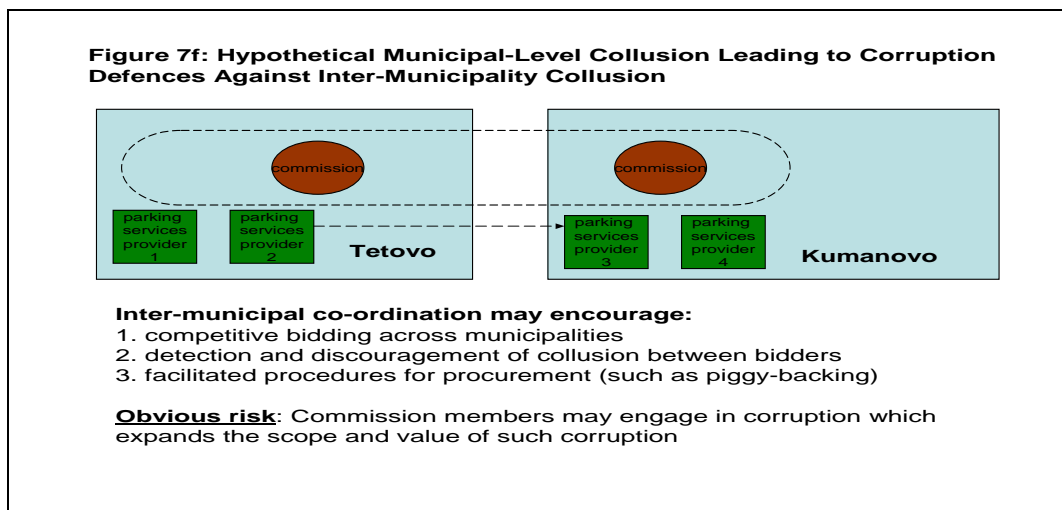 Figure 7f: Hypothetical Municipal-Level Collusion Leading to Corruption
Defences Against Inter-Municipality Collusion
commission
commission
parking
services
provider
1
parking
services
provider
2
Tetovo
parking
services
provider
3
parking
services
provider
4
Kumanovo
Inter-municipal co-ordination may encourage:
1. competitive bidding across municipalities
2. detection and discouragement of collusion between bidders
3. facilitated procedures for procurement (such as piggy-backing)
Obvious risk: Commission members may engage in corruption which
expands the scope and value of such corruption